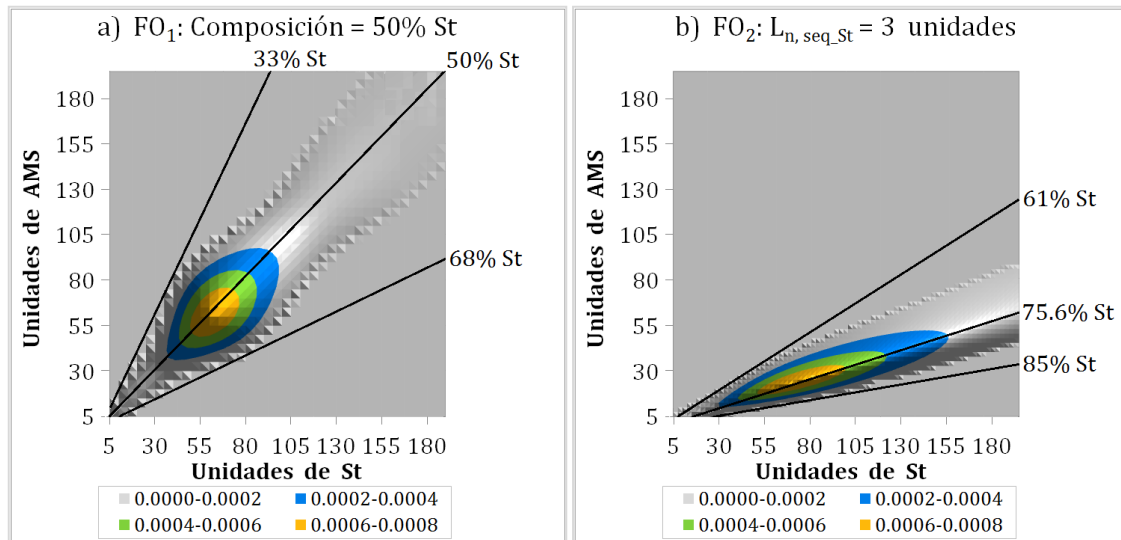 a) FO₁: Composición = 50% St
33% St
50% St
68% St
Unidades de AMS
180
155
130
105
80
55
30
5
5 30 55 80 105 130 155 180
Unidades de St
0.0000-0.0002 0.0002-0.0004
0.0004-0.0006 0.0006-0.0008
b) FO₂: Lₙ, seq_St = 3 unidades
61% St
75.6% St
85% St
Unidades de AMS
180
155
130
105
80
55
30
5
5 30 55 80 105 130 155 180
Unidades de St
0.0000-0.0002 0.0002-0.0004
0.0004-0.0006 0.0006-0.0008